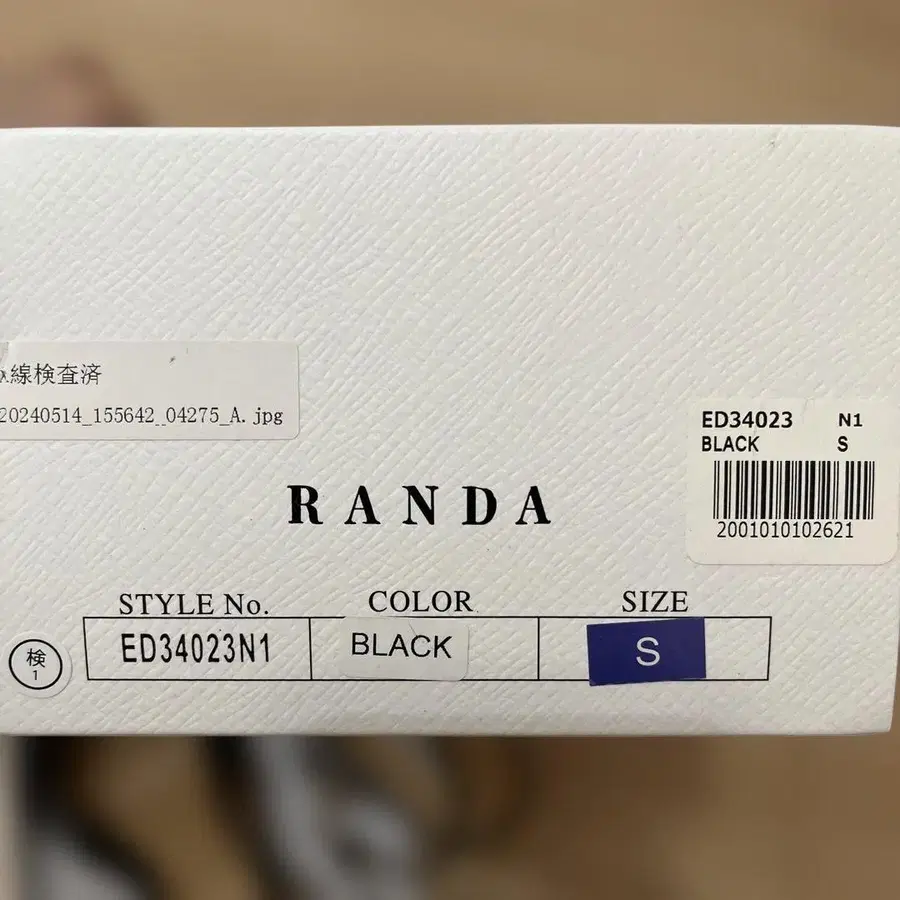 X線検査済
20240514_155642_04275_A.jpg
ED34023 N1
BLACK S
2001010102621
RANDA
STYLE No. COLOR SIZE
ED34023N1 BLACK S
検
1